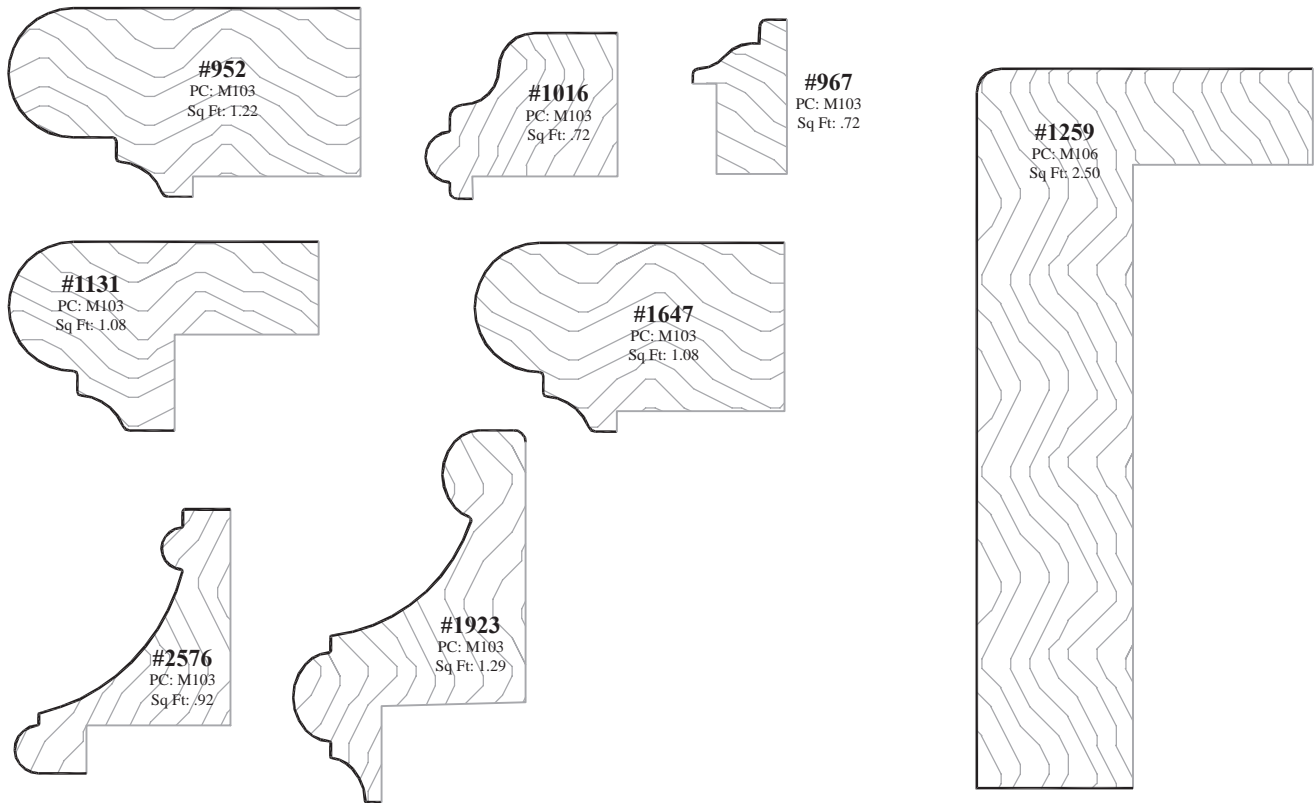 #952
PC: M103
Sq Ft: 1.22
#1016
PC: M103
Sq Ft: .72
#967
PC: M103
Sq Ft: .72
#1259
PC: M106
Sq Ft: 2.50
#1131
PC: M103
Sq Ft: 1.08
#1647
PC: M103
Sq Ft: 1.08
#2576
PC: M103
Sq Ft: .92
#1923
PC: M103
Sq Ft: 1.29